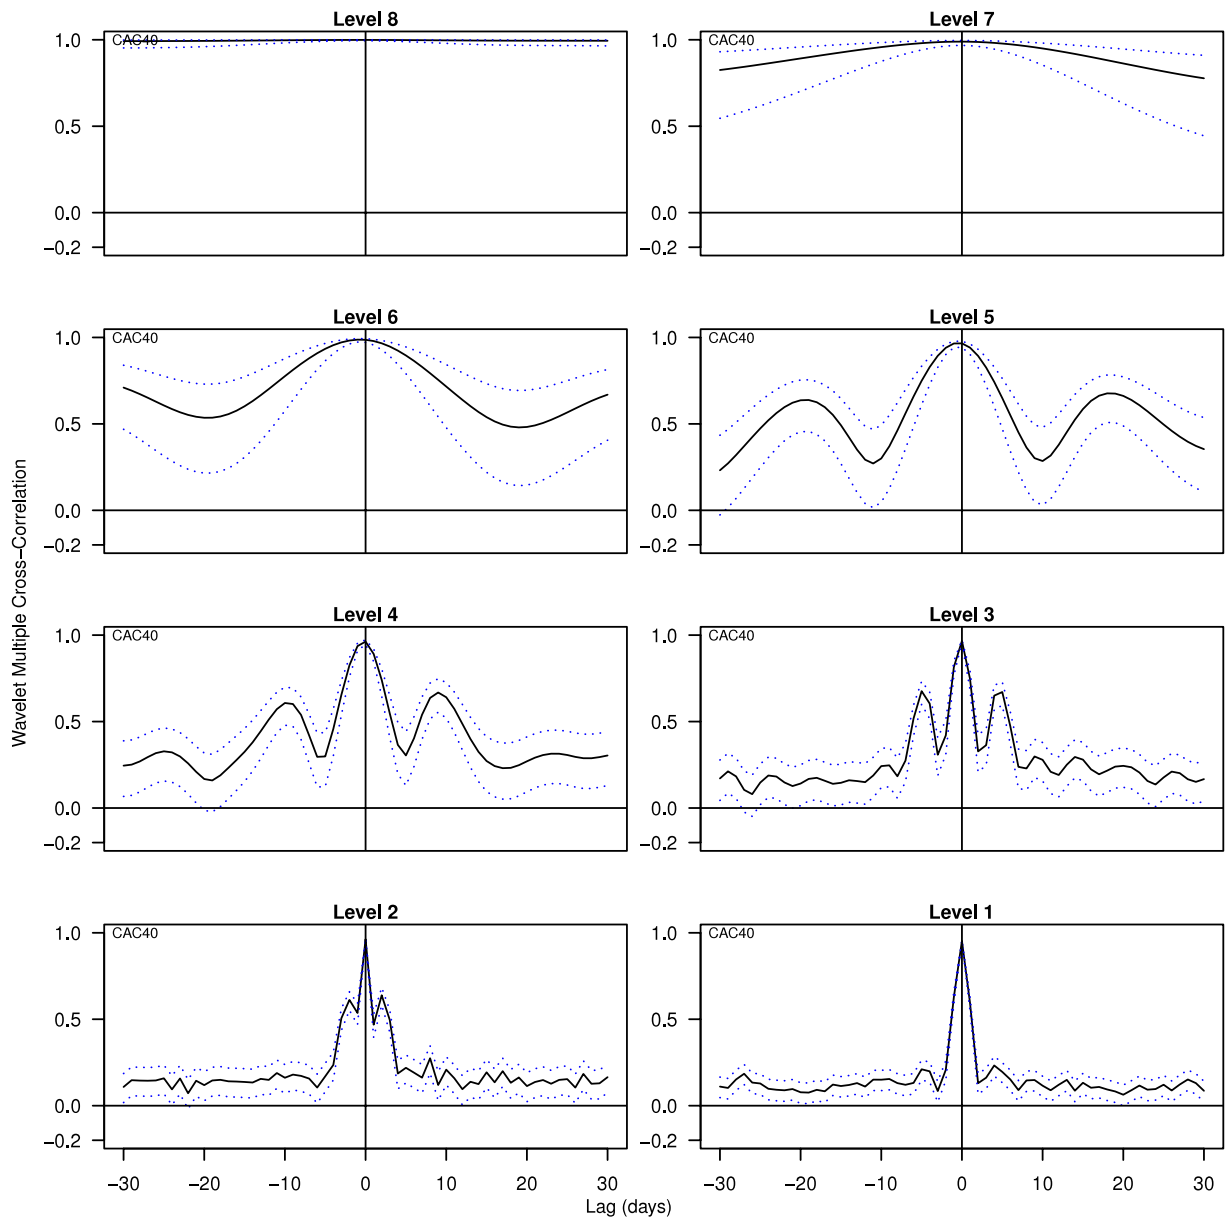 Level 8
Level 7
CAC40
CAC40
1.0
0.5
0.0
−0.2
1.0
0.5
0.0
−0.2
Level 6
Level 5
CAC40
CAC40
1.0
0.5
0.0
−0.2
1.0
0.5
0.0
−0.2
Wavelet Multiple Cross−Correlation
Level 4
Level 3
CAC40
CAC40
1.0
0.5
0.0
−0.2
1.0
0.5
0.0
−0.2
Level 2
Level 1
CAC40
CAC40
1.0
0.5
0.0
−0.2
1.0
0.5
0.0
−0.2
−30 −20 −10 0 10 20 30
−30 −20 −10 0 10 20 30
Lag (days)